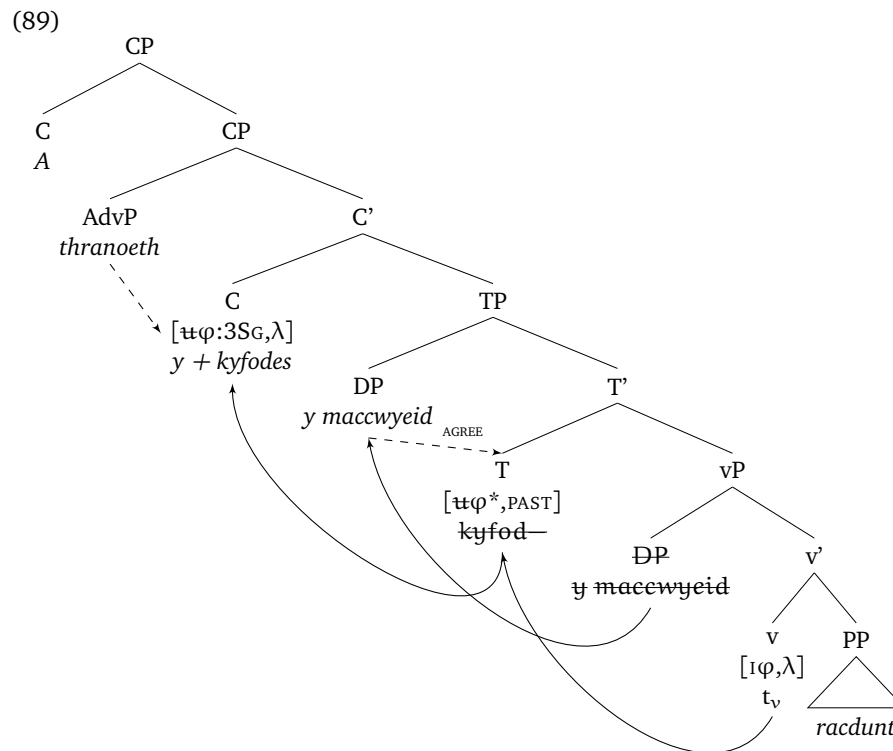 (89)
CP
C
A
CP
AdvP
thranoeth
C'
C
[uφ:3SG,λ]
y + kyfodes
TP
DP
y maccwyeid
T'
AGREE
T
[uφ*,PAST]
kyfod–
vP
DP
y maccwyeid
v'
v
[ɪφ,λ]
tv
PP
racdunt